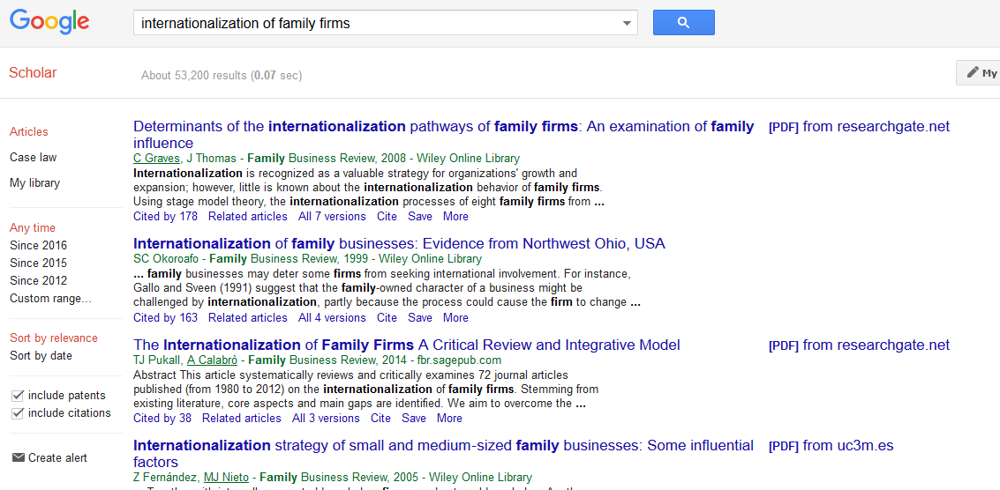 Google
internationalization of family firms
Scholar
About 53,200 results (0.07 sec)
My
Articles
Case law
My library
Any time
Since 2016
Since 2015
Since 2012
Custom range...
Sort by relevance
Sort by date
include patents
include citations
Create alert
Determinants of the internationalization pathways of family firms: An examination of family
influence
[PDF] from researchgate.net
C Graves, J Thomas - Family Business Review, 2008 - Wiley Online Library
Internationalization is recognized as a valuable strategy for organizations' growth and
expansion; however, little is known about the internationalization behavior of family firms.
Using stage model theory, the internationalization processes of eight family firms from ...
Cited by 178 Related articles All 7 versions Cite Save More
Internationalization of family businesses: Evidence from Northwest Ohio, USA
SC Okoroafo - Family Business Review, 1999 - Wiley Online Library
... family businesses may deter some firms from seeking international involvement. For instance,
Gallo and Sveen (1991) suggest that the family-owned character of a business might be
challenged by internationalization, partly because the process could cause the firm to change ...
Cited by 163 Related articles All 4 versions Cite Save More
The Internationalization of Family Firms A Critical Review and Integrative Model
[PDF] from researchgate.net
TJ Pukall, A Calabrò - Family Business Review, 2014 - fbr.sagepub.com
Abstract This article systematically reviews and critically examines 72 journal articles
published (from 1980 to 2012) on the internationalization of family firms. Stemming from
existing literature, core aspects and main gaps are identified. We aim to overcome the ...
Cited by 38 Related articles All 3 versions Cite Save More
Internationalization strategy of small and medium-sized family businesses: Some influential
factors
[PDF] from uc3m.es
Z Fernández, MJ Nieto - Family Business Review, 2005 - Wiley Online Library